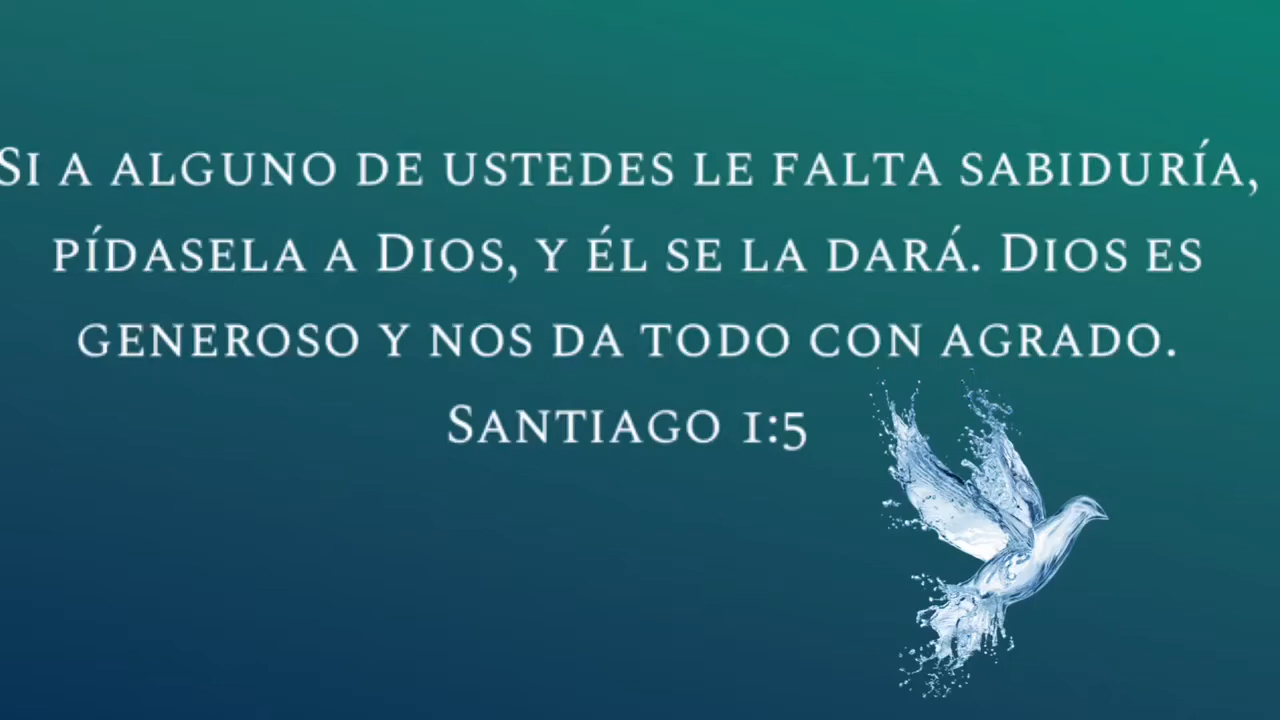 Si a alguno de ustedes le falta sabiduría,
pídasela a Dios, y él se la dará. Dios es
generoso y nos da todo con agrado.
Santiago 1:5